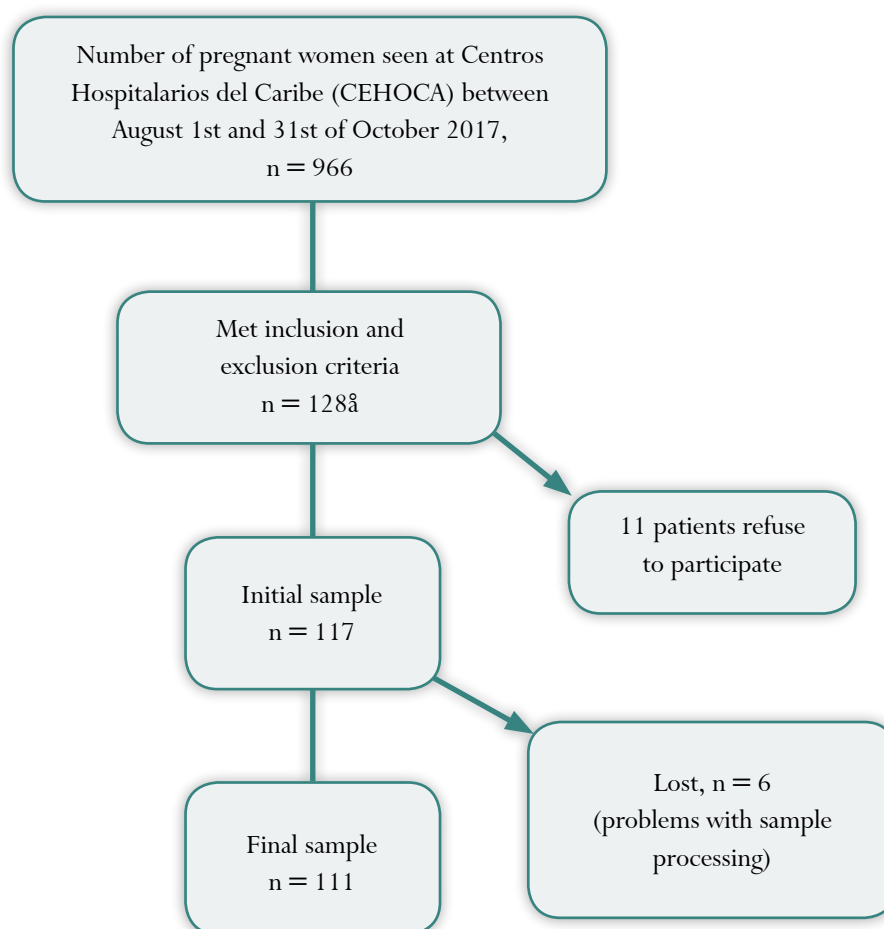 Number of pregnant women seen at Centros
Hospitalarios del Caribe (CEHOCA) between
August 1st and 31st of October 2017,
n = 966
Met inclusion and
exclusion criteria
n = 128å
11 patients refuse
to participate
Initial sample
n = 117
Lost, n = 6
(problems with sample
processing)
Final sample
n = 111